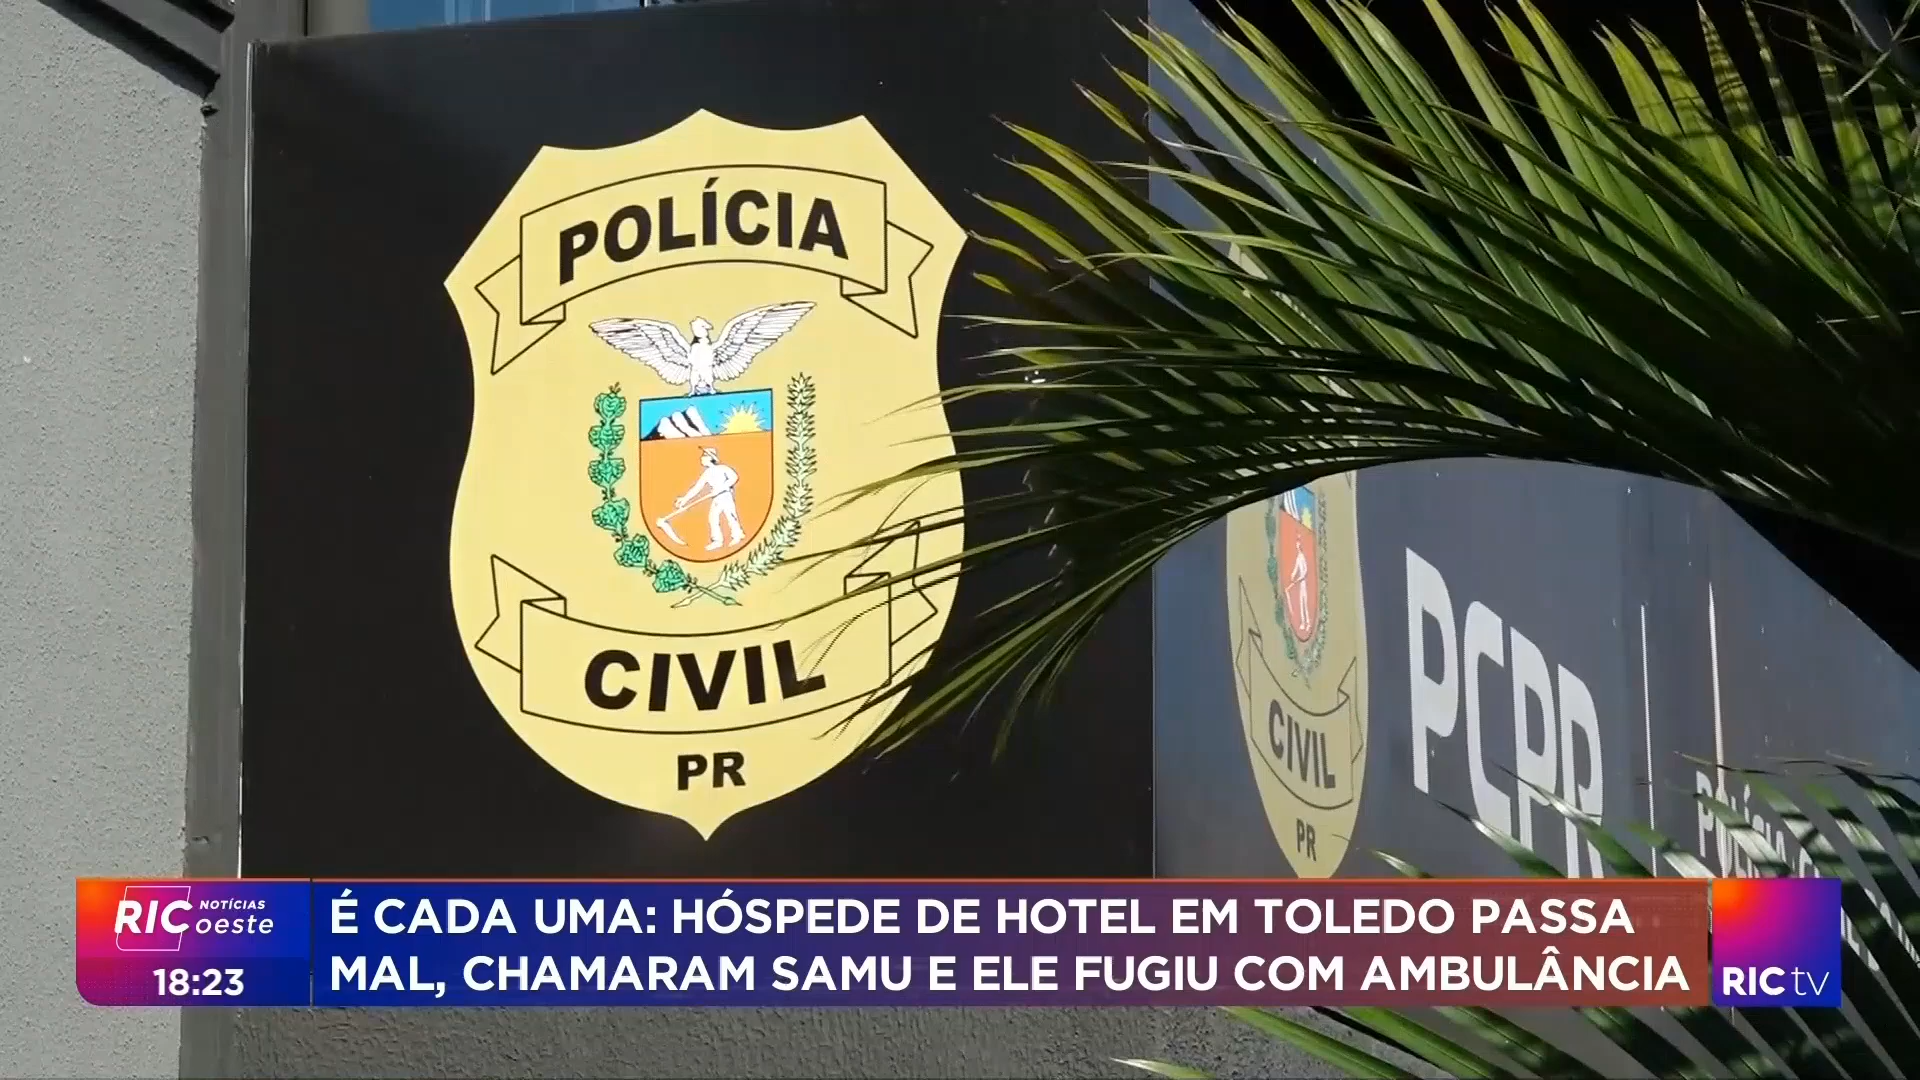 POLÍCIA
CIVIL
PR
CIVIL
PR
PCPR
RIC NOTÍCIAS
oeste
18:23
É CADA UMA: HÓSPEDE DE HOTEL EM TOLEDO PASSA
MAL, CHAMARAM SAMU E ELE FUGIU COM AMBULÂNCIA
RIC tv